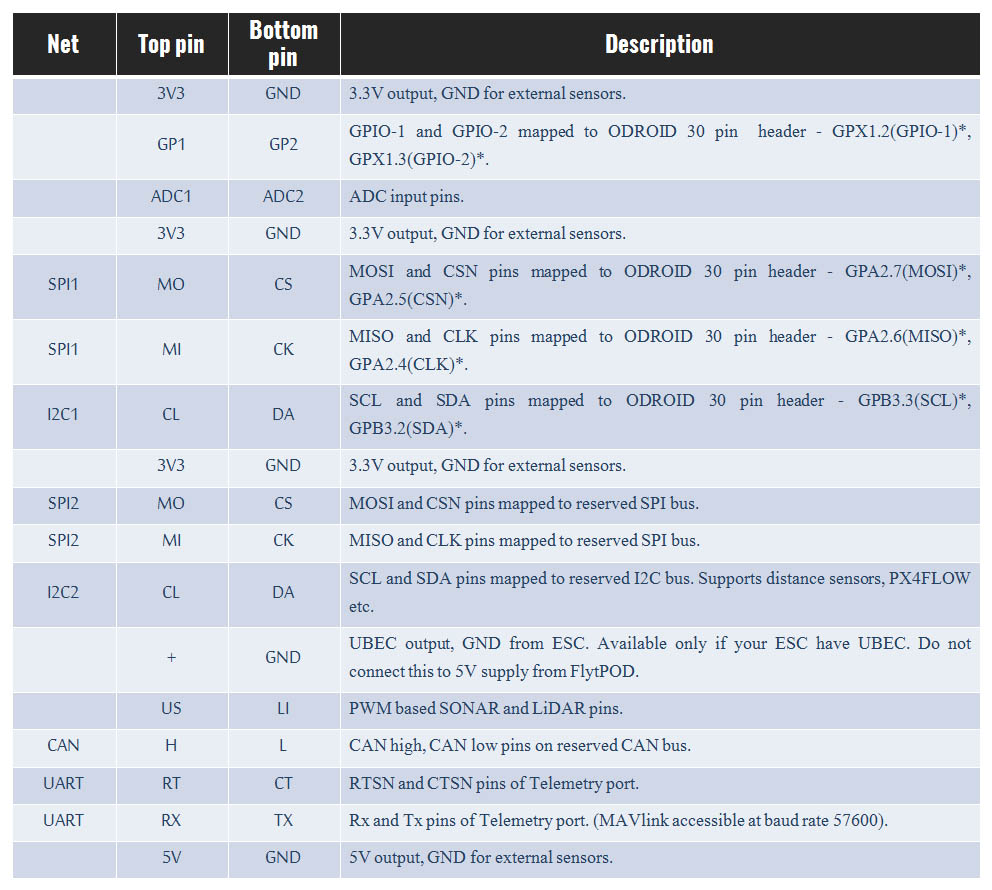 Net Top pin Bottom pin Description
3V3 GND 3.3V output, GND for external sensors.
GP1 GP2 GPIO-1 and GPIO-2 mapped to ODROID 30 pin header - GPX1.2(GPIO-1)*,
GPX1.3(GPIO-2)*.
ADC1 ADC2 ADC input pins.
3V3 GND 3.3V output, GND for external sensors.
SPI1 MO CS MOSI and CSN pins mapped to ODROID 30 pin header - GPA2.7(MOSI)*,
GPA2.5(CSN)*.
SPI1 MI CK MISO and CLK pins mapped to ODROID 30 pin header - GPA2.6(MISO)*,
GPA2.4(CLK)*.
I2C1 CL DA SCL and SDA pins mapped to ODROID 30 pin header - GPB3.3(SCL)*,
GPB3.2(SDA)*.
3V3 GND 3.3V output, GND for external sensors.
SPI2 MO CS MOSI and CSN pins mapped to reserved SPI bus.
SPI2 MI CK MISO and CLK pins mapped to reserved SPI bus.
I2C2 CL DA SCL and SDA pins mapped to reserved I2C bus. Supports distance sensors, PX4FLOW
etc.
+ GND UBEC output, GND from ESC. Available only if your ESC have UBEC. Do not
connect this to 5V supply from FlytPOD.
US LI PWM based SONAR and LiDAR pins.
CAN H L CAN high, CAN low pins on reserved CAN bus.
UART RT CT RTSN and CTSN pins of Telemetry port.
UART RX TX Rx and Tx pins of Telemetry port. (MAVlink accessible at baud rate 57600).
5V GND 5V output, GND for external sensors.